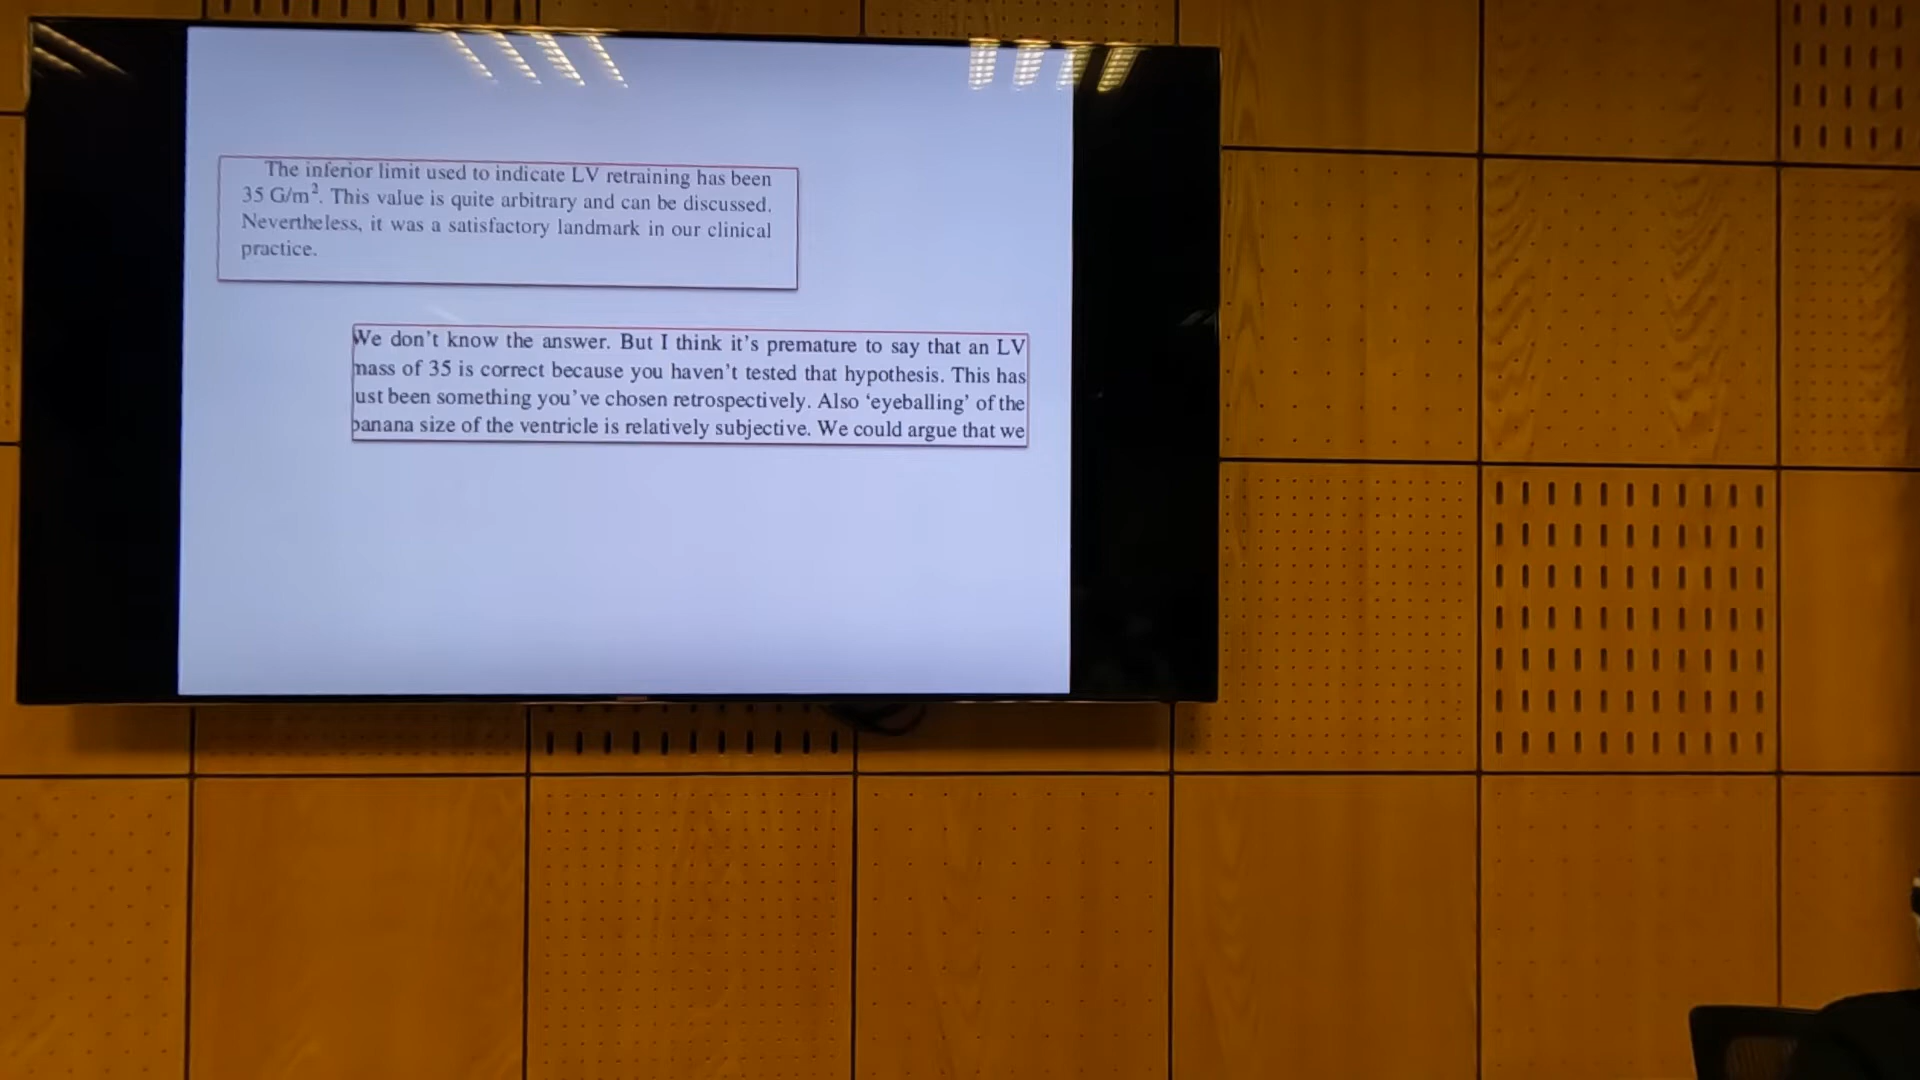 The inferior limit used to indicate LV retraining has been
35 G/m². This value is quite arbitrary and can be discussed.
Nevertheless, it was a satisfactory landmark in our clinical
practice.
We don't know the answer. But I think it's premature to say that an LV
mass of 35 is correct because you haven't tested that hypothesis. This has
just been something you've chosen retrospectively. Also 'eyeballing' of the
banana size of the ventricle is relatively subjective. We could argue that we